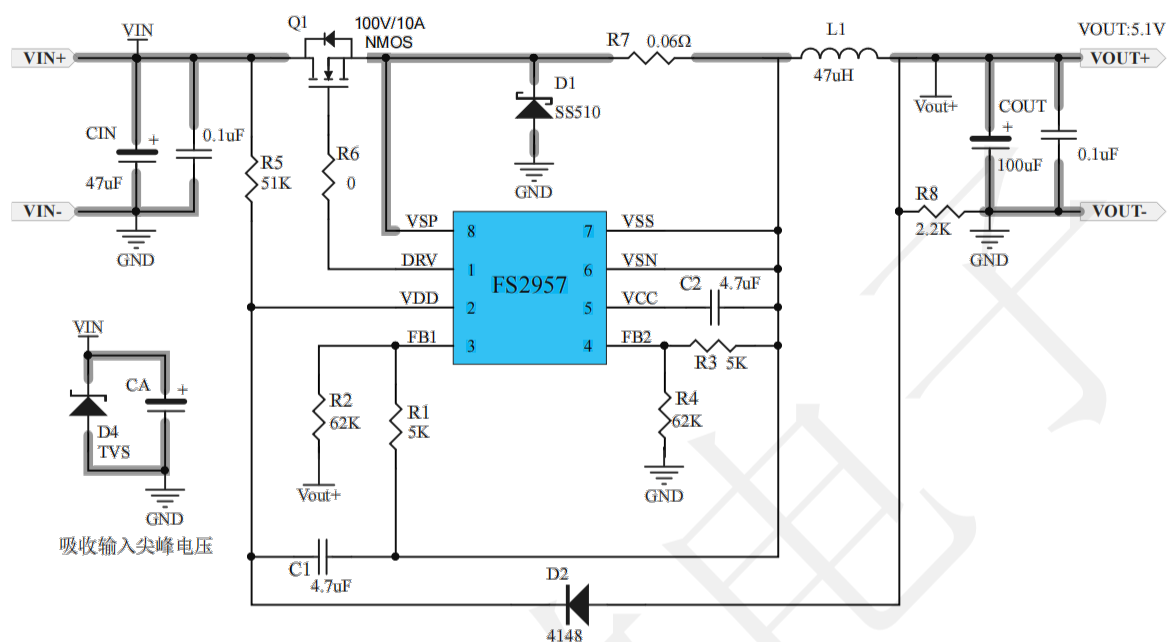 Q1
100V/10A
NMOS
VIN
VIN+
R7
0.06Ω
L1
47uH
VOUT:5.1V
VOUT+
D1
SS510
GND
Vout+
COUT
+
100uF
0.1uF
CIN
+
47uF
0.1uF
R5
51K
R6
0
R8
2.2K
VIN-
GND
VOUT-
GND
VSP
8
7
VSS
DRV
1
6
VSN
FS2957
C2
4.7uF
VDD
2
5
VCC
FB1
3
4
FB2
R3
5K
VIN
CA
+
D4
TVS
GND
吸收输入尖峰电压
R2
62K
R1
5K
R4
62K
Vout+
GND
C1
4.7uF
D2
4148
电子